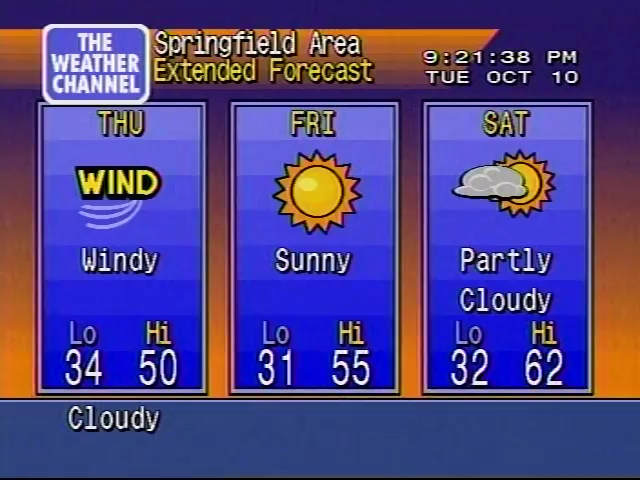 THE
WEATHER
CHANNEL
Springfield Area
Extended Forecast
9:21:38 PM
TUE OCT 10
THU
FRI
SAT
WIND
Windy
Sunny
Partly
Cloudy
Lo Hi
34 50
Lo Hi
31 55
Lo Hi
32 62
Cloudy